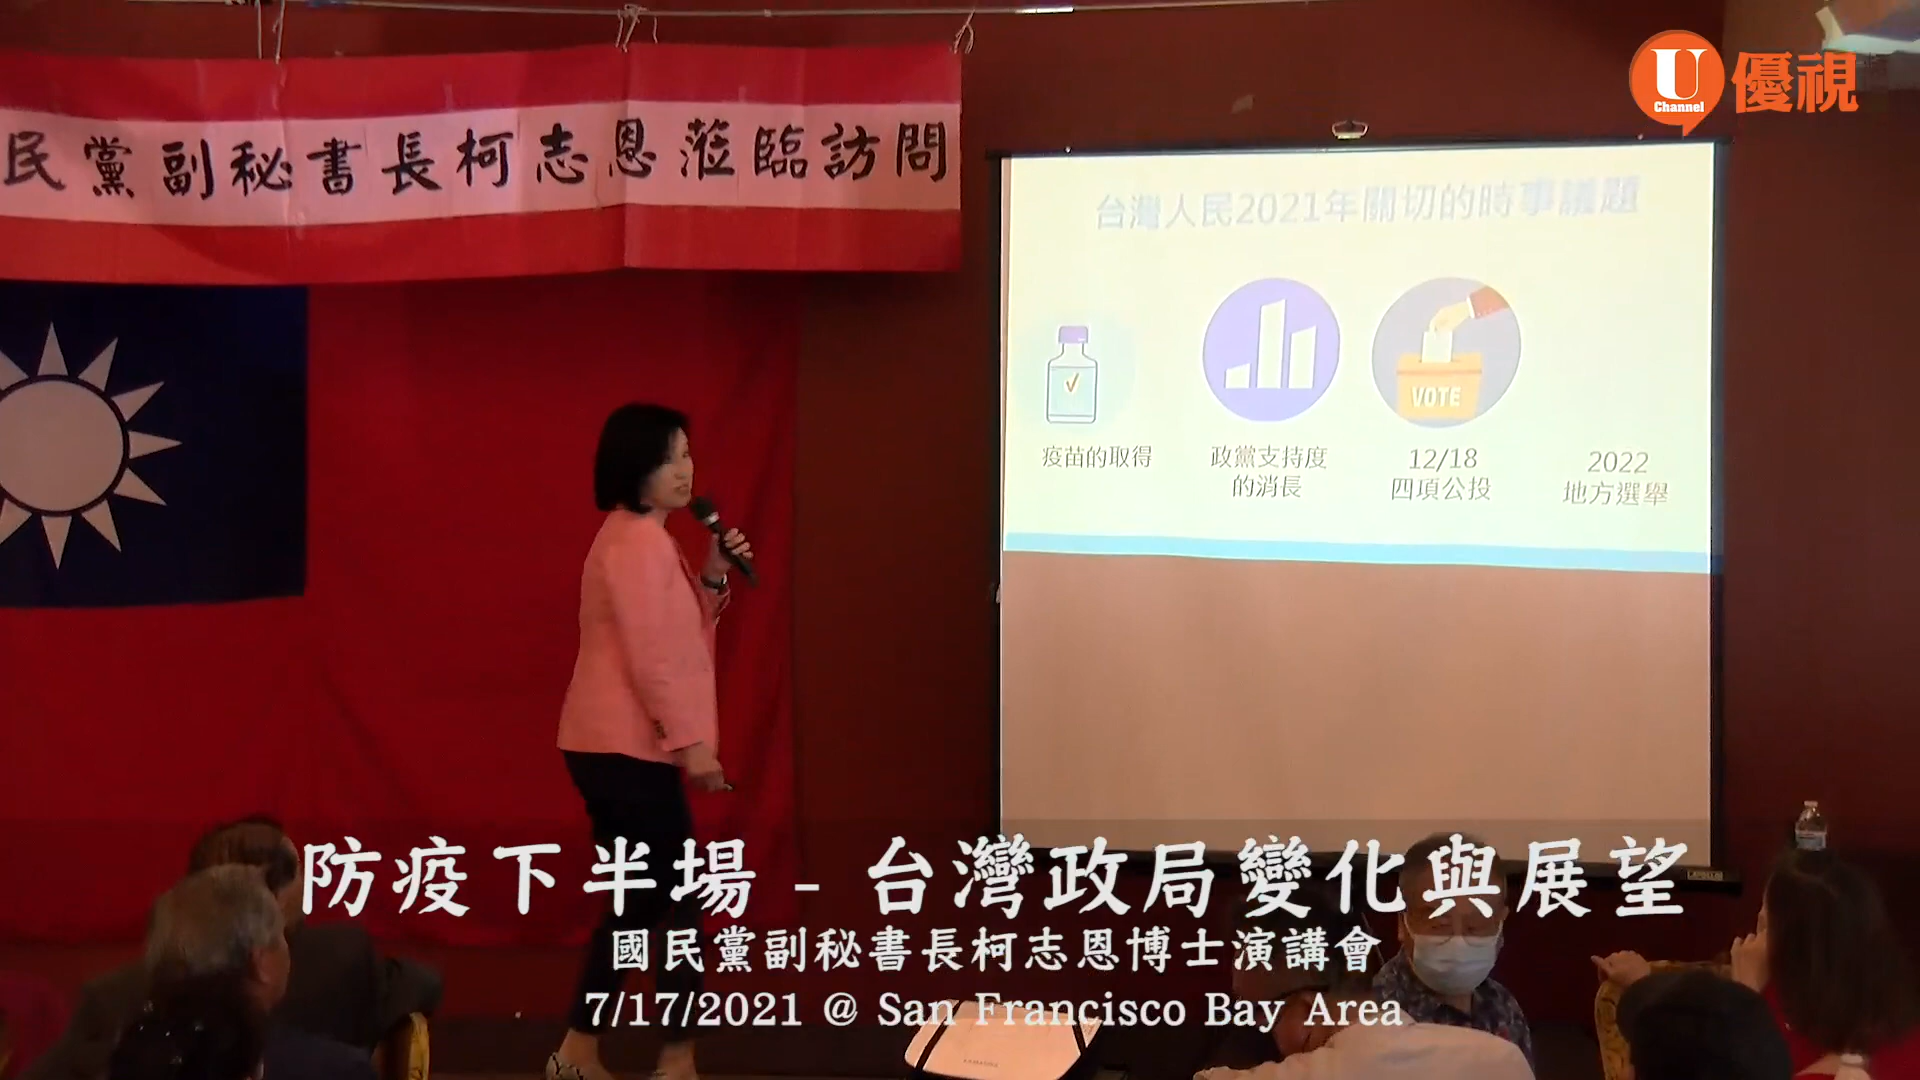 民黨副秘書長柯志恩蒞臨訪問
U
Channel
優視
台灣人民2021年關切的時事議題
VOTE
疫苗的取得
政黨支持度
的消長
12/18
四項公投
2022
地方選舉
防疫下半場 - 台灣政局變化與展望
國民黨副秘書長柯志恩博士演講會
7/17/2021 @ San Francisco Bay Area